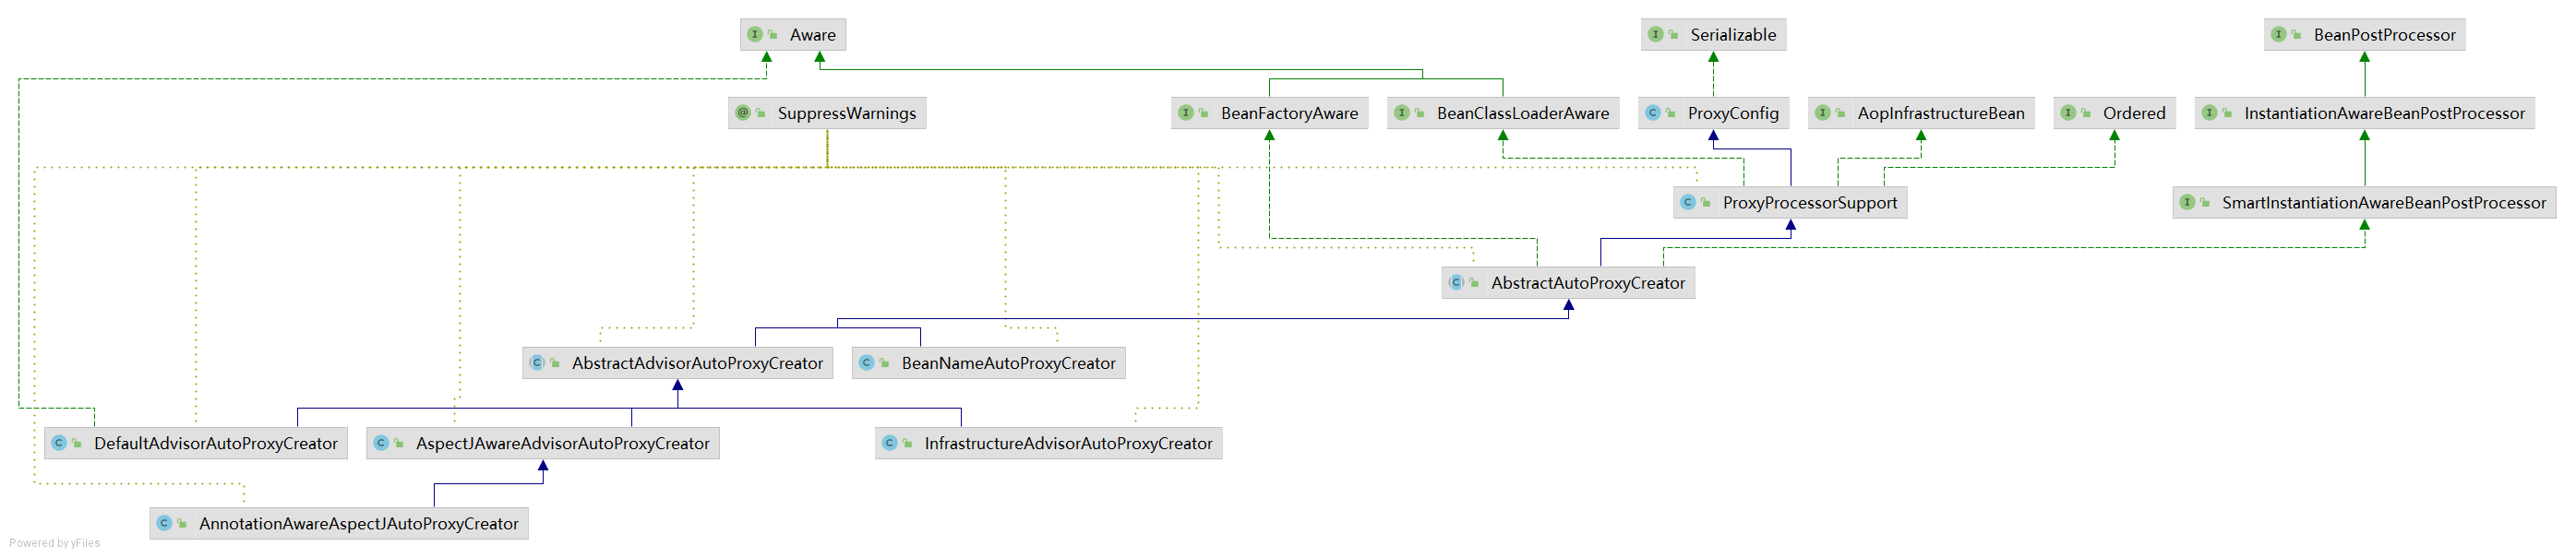 Aware
Serializable
BeanPostProcessor
SuppressWarnings
BeanFactoryAware
BeanClassLoaderAware
ProxyConfig
AopInfrastructureBean
Ordered
InstantiationAwareBeanPostProcessor
ProxyProcessorSupport
SmartInstantiationAwareBeanPostProcessor
AbstractAutoProxyCreator
AbstractAdvisorAutoProxyCreator
BeanNameAutoProxyCreator
DefaultAdvisorAutoProxyCreator
AspectJAwareAdvisorAutoProxyCreator
InfrastructureAdvisorAutoProxyCreator
AnnotationAwareAspectJAutoProxyCreator
Powered by yFiles